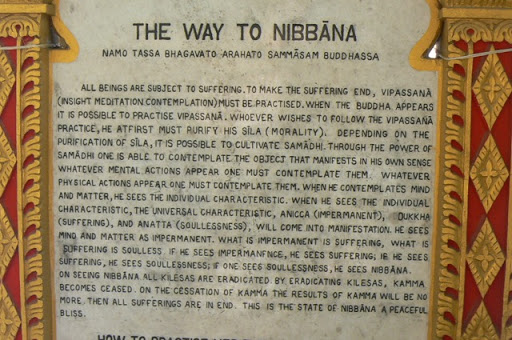 THE WAY TO NIBBĀNA
NAMO TASSA BHAGAVATO ARAHATO SAMMĀSAM BUDDHASSA
ALL BEINGS ARE SUBJECT TO SUFFERING. TO MAKE THE SUFFERING END, VIPASSANĀ
(INSIGHT MEDITATION CONTEMPLATION) MUST BE PRACTISED. WHEN THE BUDDHA APPEARS
IT IS POSSIBLE TO PRACTISE VIPASSANĀ. WHOEVER WISHES TO FOLLOW THE VIPASSANĀ
PRACTICE, HE ATFIRST MUST PURIFY HIS SĪLA (MORALITY). DEPENDING ON THE
PURIFICATION OF SĪLA, IT IS POSSIBLE TO CULTIVATE SAMĀDHI. THROUGH THE POWER OF
SAMĀDHI ONE IS ABLE. TO CONTEMPLATE THE OBJECT THAT MANIFESTS IN HIS OWN SENSE
WHATEVER MENTAL ACTIONS APPEAR ONE MUST CONTEMPLATE THEM. WHATEVER
PHYSICAL ACTIONS APPEAR ONE MUST CONTEMPLATE THEM. WHEN HE CONTEMPLATES MIND
AND MATTER, HE SEES THE INDIVIDUAL CHARACTERISTIC. WHEN HE SEES THE INDIVIDUAL
CHARACTERISTIC, THE UNIVERSAL CHARACTERISTIC, ANICCA (IMPERMANENT), DUKKHA
(SUFFERING), AND ANATTA (SOULLESSNESS), WILL COME INTO MANIFESTATION. HE SEES
MIND AND MATTER AS IMPERMANENT. WHAT IS IMPERMANENT IS SUFFERING, WHAT IS
SUFFERING IS SOULLESS. IF HE SEES IMPERMANENCE, HE SEES SUFFERING; IF HE SEES
SUFFERING, HE SEES SOULLESSNESS; IF ONE SEES SOULLESSNESS, HE SEES NIBBĀNA.
ON SEEING NIBBĀNA ALL KILESAS ARE ERADICATED. BY ERADICATING KILESAS, KAMMA
BECOMES CEASED. ON THE CESSATION OF KAMMA THE RESULTS OF KAMMA WILL BE NO
MORE. THEN ALL SUFFERINGS ARE IN END. THIS IS THE STATE OF NIBBĀNA A PEACEFUL
BLISS.
HOW TO PRACTISE